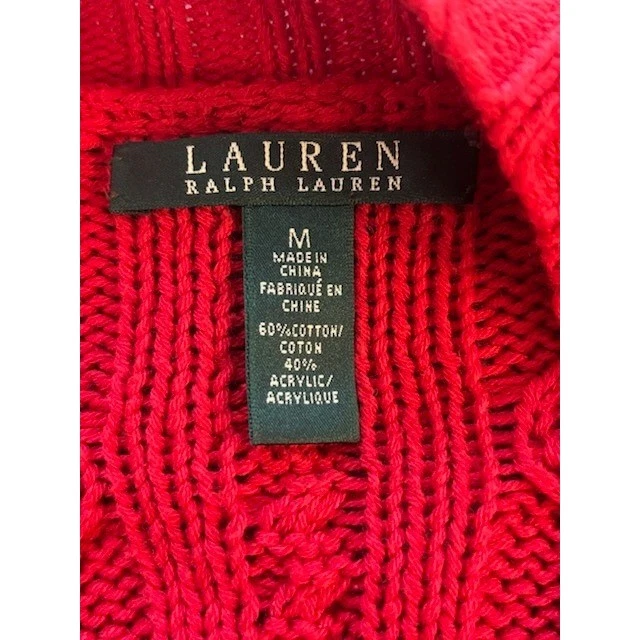 LAUREN
RALPH LAUREN
M
MADE IN
CHINA
FABRIQUÉ EN
CHINE
60%COTTON/
COTON
40%
ACRYLIC/
ACRYLIQUE